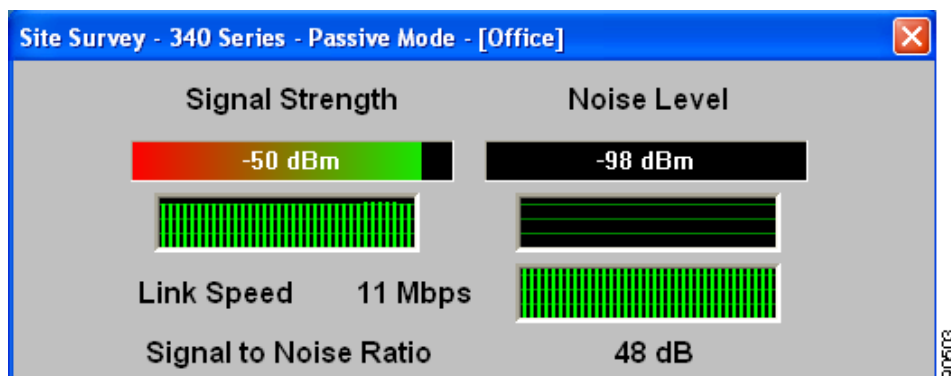 Site Survey - 340 Series - Passive Mode - [Office]
Signal Strength
Noise Level
-50 dBm
-98 dBm
Link Speed 11 Mbps
Signal to Noise Ratio 48 dB
90503